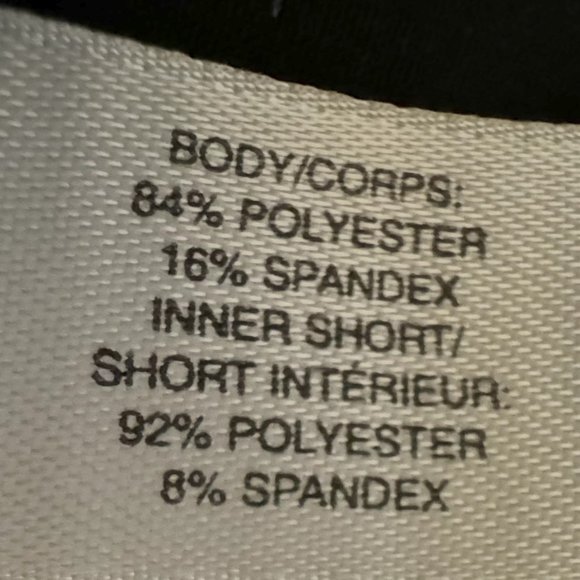 BODY/CORPS:
84% POLYESTER
16% SPANDEX
INNER SHORT/
SHORT INTÉRIEUR:
92% POLYESTER
8% SPANDEX